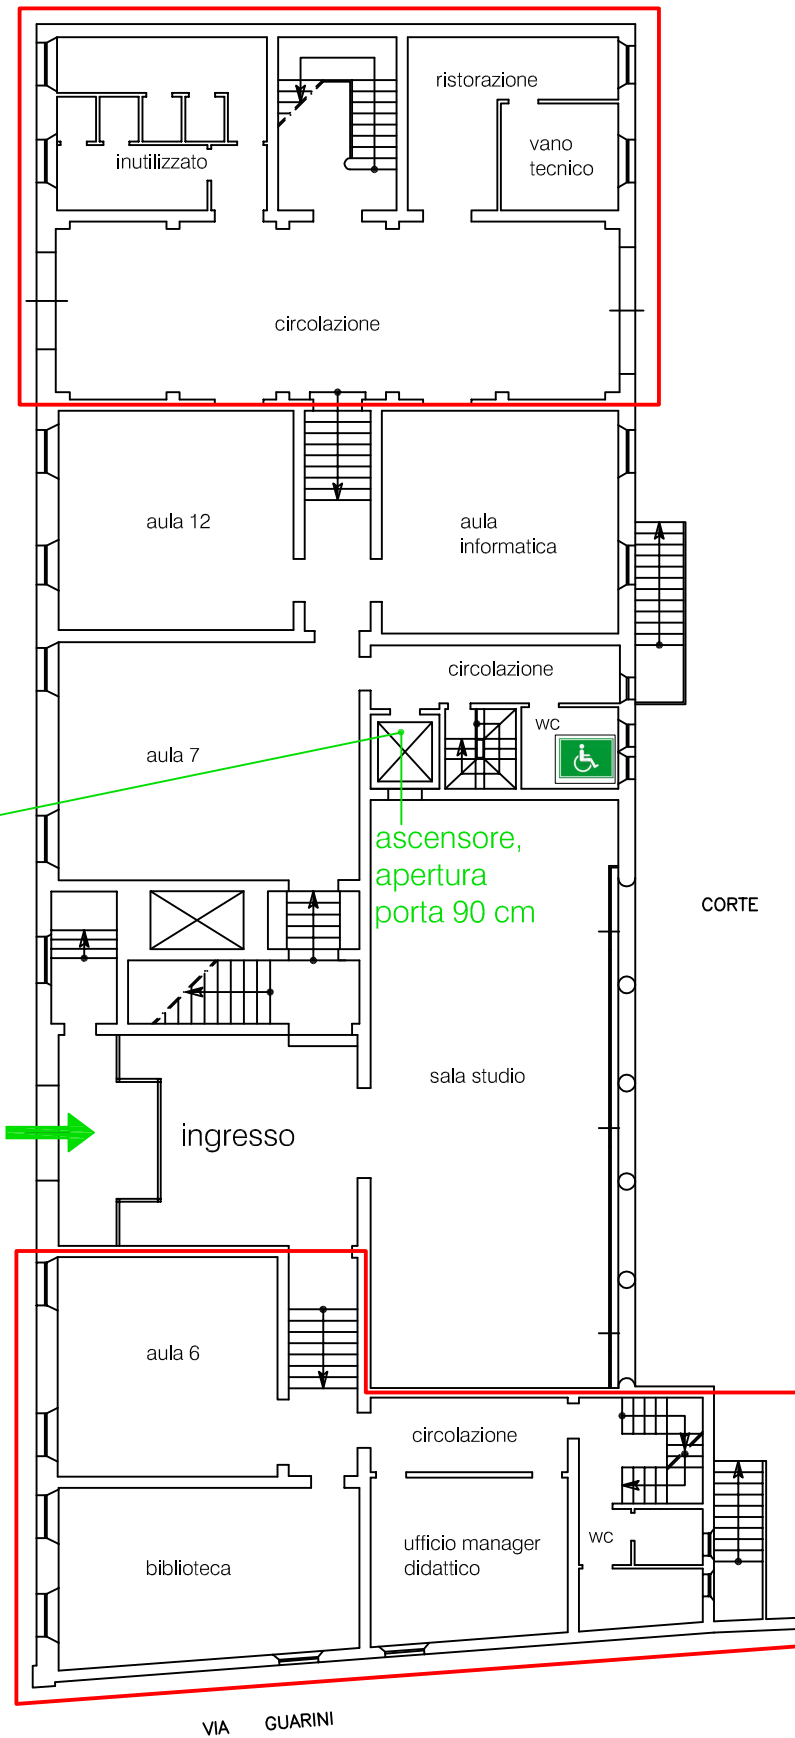 ristorazione
vano
tecnico
inutilizzato
circolazione
aula 12
aula
informatica
circolazione
wc
aula 7
ascensore,
apertura
porta 90 cm
CORTE
sala studio
ingresso
aula 6
circolazione
ufficio manager
didattico
wc
biblioteca
VIA GUARINI